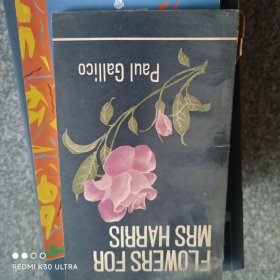 Paul Gallico
FLOWERS FOR
MRS HARRIS
REDMI K30 ULTRA